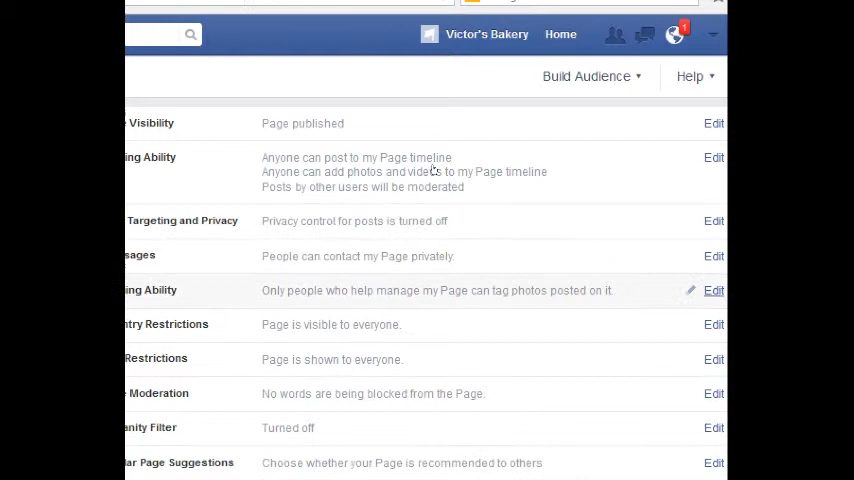 Victor's Bakery Home 1
Build Audience Help
Visibility Page published Edit
ing Ability Anyone can post to my Page timeline Edit
Anyone can add photos and videos to my Page timeline
Posts by other users will be moderated
Targeting and Privacy Privacy control for posts is turned off Edit
sages People can contact my Page privately. Edit
ing Ability Only people who help manage my Page can tag photos posted on it. Edit
ntry Restrictions Page is visible to everyone. Edit
Restrictions Page is shown to everyone. Edit
Moderation No words are being blocked from the Page. Edit
anity Filter Turned off Edit
lar Page Suggestions Choose whether your Page is recommended to others Edit